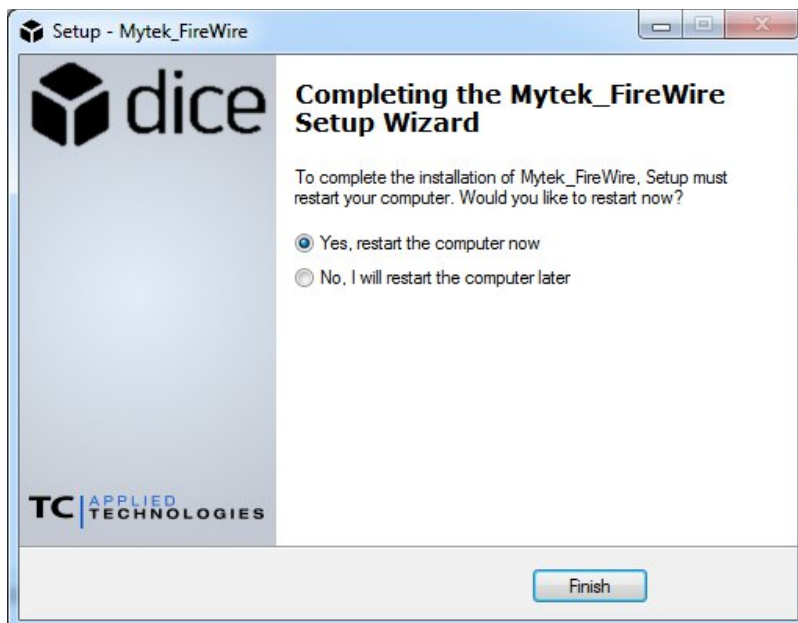 Setup - Mytek_FireWire
dice
Completing the Mytek_FireWire
Setup Wizard
To complete the installation of Mytek_FireWire, Setup must
restart your computer. Would you like to restart now?
Yes, restart the computer now
No, I will restart the computer later
TC APPLIED
TECHNOLOGIES
Finish